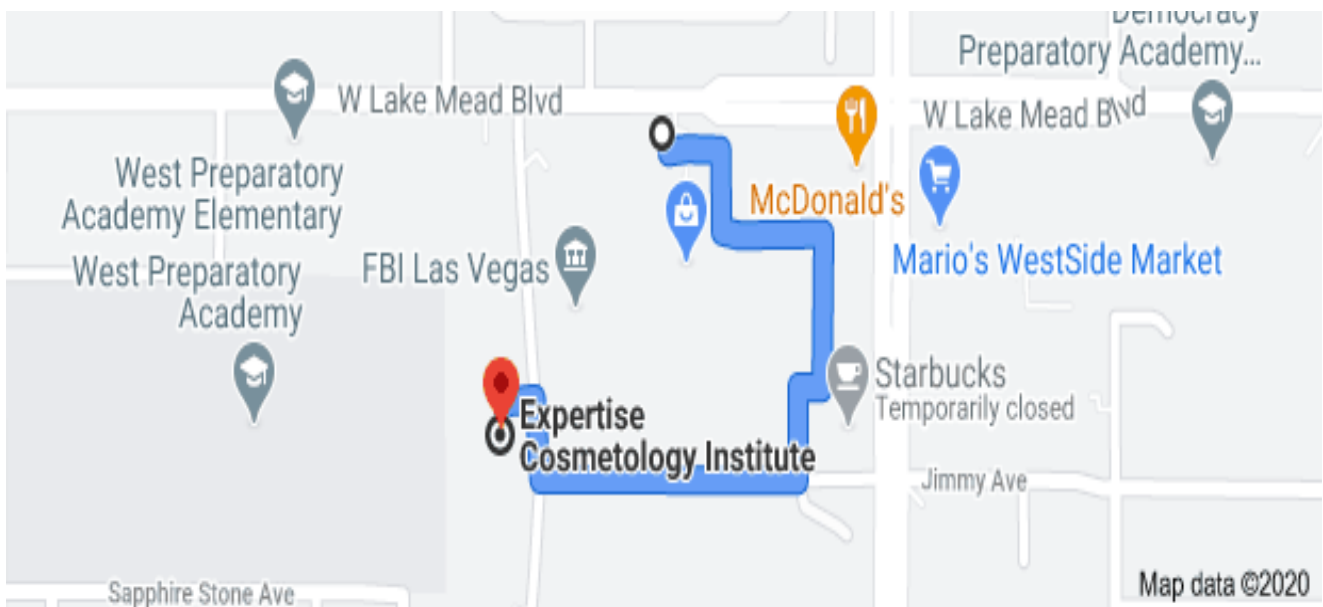 Democracy
Preparatory Academy...
W Lake Mead Blvd
W Lake Mead Blvd
West Preparatory
Academy Elementary
McDonald's
FBI Las Vegas
Mario's WestSide Market
West Preparatory
Academy
Starbucks
Temporarily closed
Expertise
Cosmetology Institute
Jimmy Ave
Sapphire Stone Ave
Map data ©2020